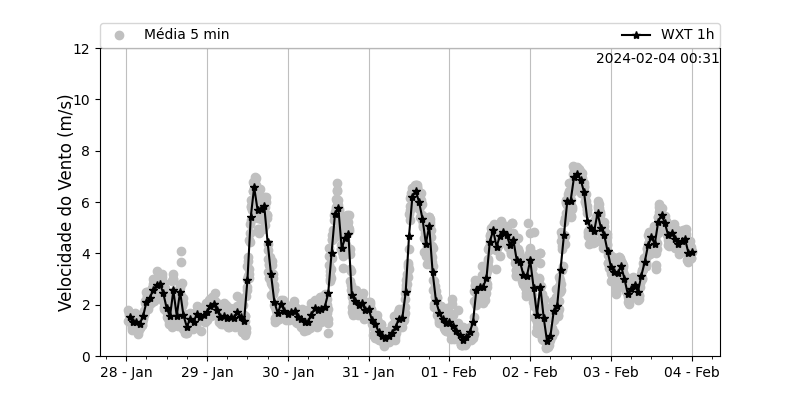 Média 5 min
WXT 1h
2024-02-04 00:31
Velocidade do Vento (m/s)
12
10
8
6
4
2
0
28 - Jan
29 - Jan
30 - Jan
31 - Jan
01 - Feb
02 - Feb
03 - Feb
04 - Feb